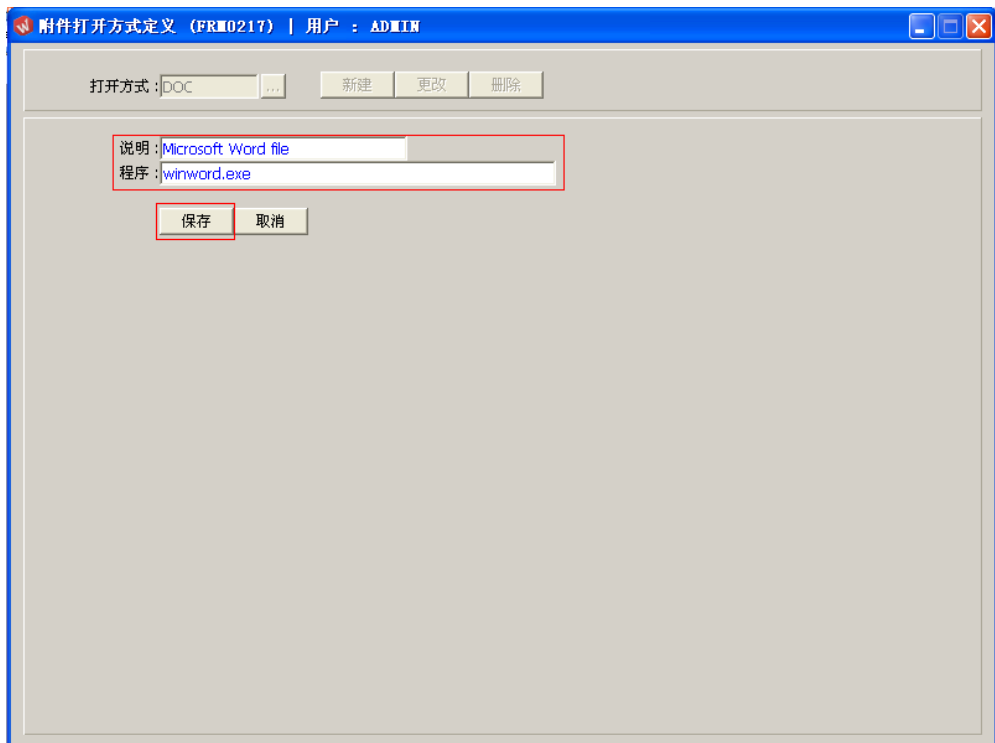 附件打开方式定义 (FRM0217) | 用户 : ADMIN
打开方式 : DOC ... 新建 更改 删除
说明 : Microsoft Word file
程序 : winword.exe
保存 取消